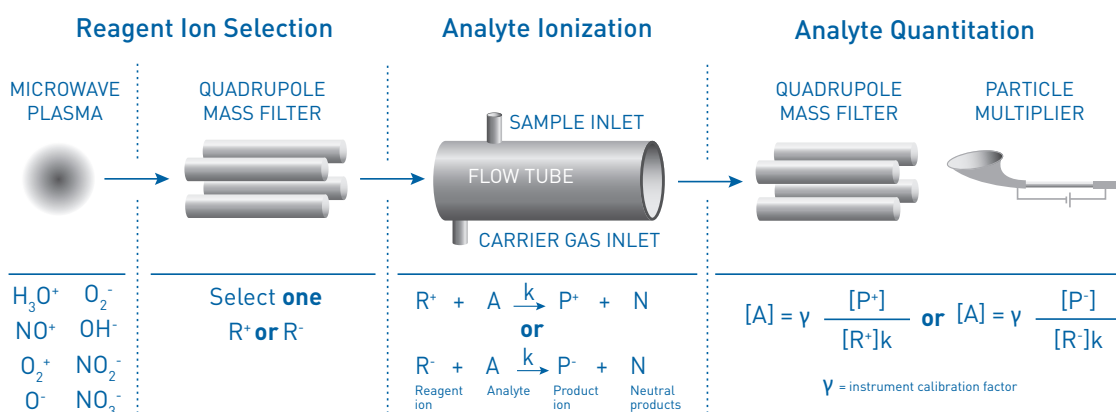 Reagent Ion Selection
Analyte Ionization
Analyte Quantitation
MICROWAVE
PLASMA
QUADRUPOLE
MASS FILTER
SAMPLE INLET
FLOW TUBE
CARRIER GAS INLET
QUADRUPOLE
MASS FILTER
PARTICLE
MULTIPLIER
H₃O⁺ O₂⁻
NO⁺ OH⁻
O₂⁺ NO₂⁻
O⁻ NO₃⁻
Select one
R⁺ or R⁻
R⁺ + A k→ P⁺ + N
or
R⁻ + A k→ P⁻ + N
Reagent ion Analyte Product ion Neutral products
[A] = γ [P⁺] / [R⁺]k or [A] = γ [P⁻] / [R⁻]k
γ = instrument calibration factor